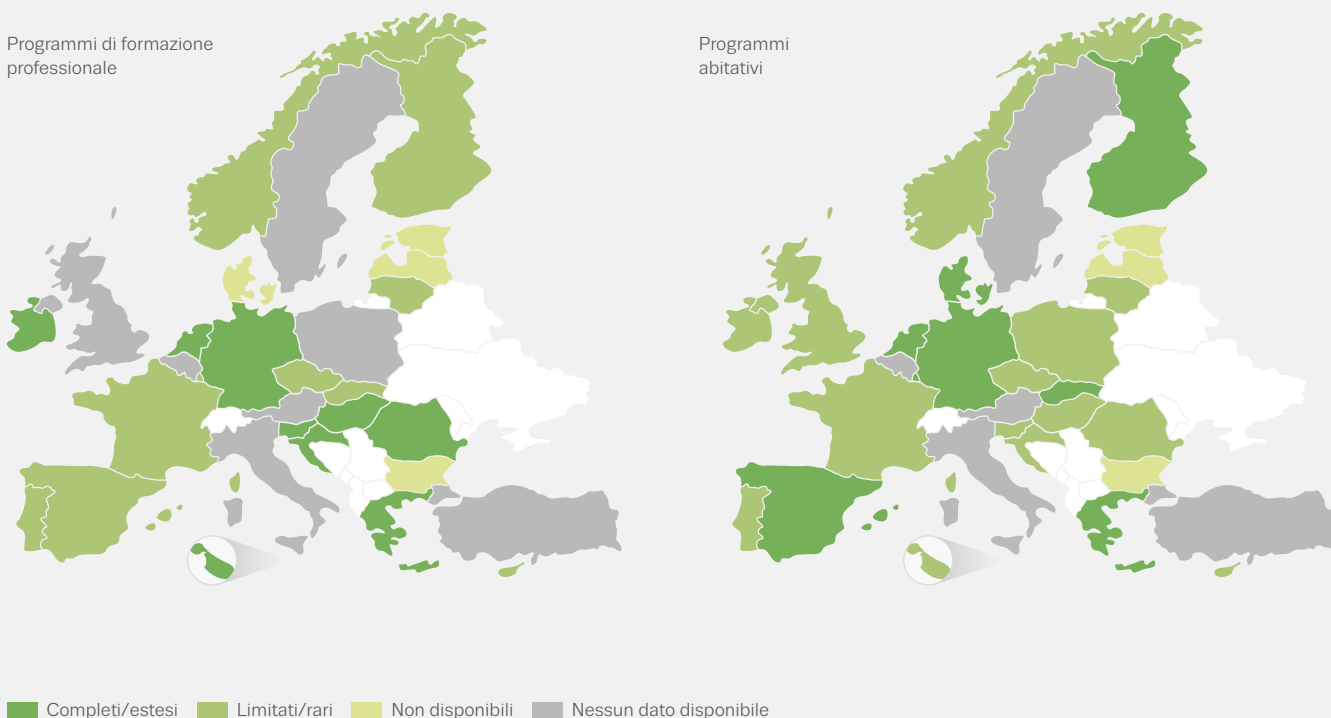 Programmi di formazione
professionale
Programmi
abitativi
Completi/estesi
Limitati/rari
Non disponibili
Nessun dato disponibile